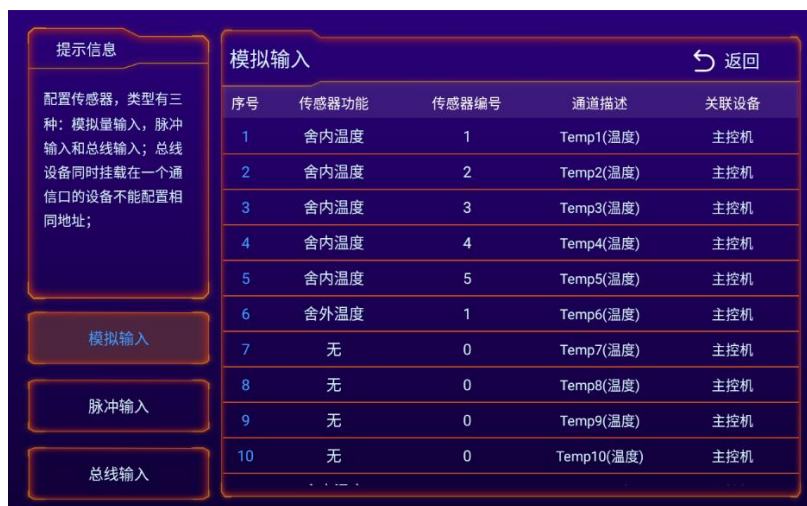 提示信息
配置传感器，类型有三
种：模拟量输入，脉冲
输入和总线输入；总线
设备同时挂载在一个通
信口的设备不能配置相
同地址；
模拟输入
脉冲输入
总线输入
模拟输入 返回
序号 传感器功能 传感器编号 通道描述 关联设备
1 舍内温度 1 Temp1(温度) 主控机
2 舍内温度 2 Temp2(温度) 主控机
3 舍内温度 3 Temp3(温度) 主控机
4 舍内温度 4 Temp4(温度) 主控机
5 舍内温度 5 Temp5(温度) 主控机
6 舍外温度 1 Temp6(温度) 主控机
7 无 0 Temp7(温度) 主控机
8 无 0 Temp8(温度) 主控机
9 无 0 Temp9(温度) 主控机
10 无 0 Temp10(温度) 主控机